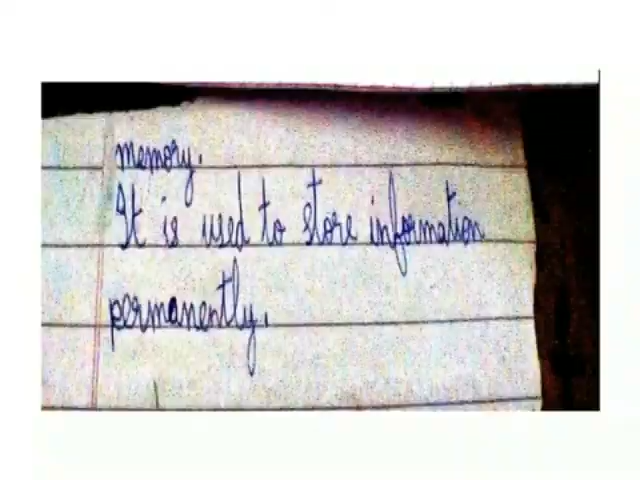 memory.
It is used to store information
permanently.